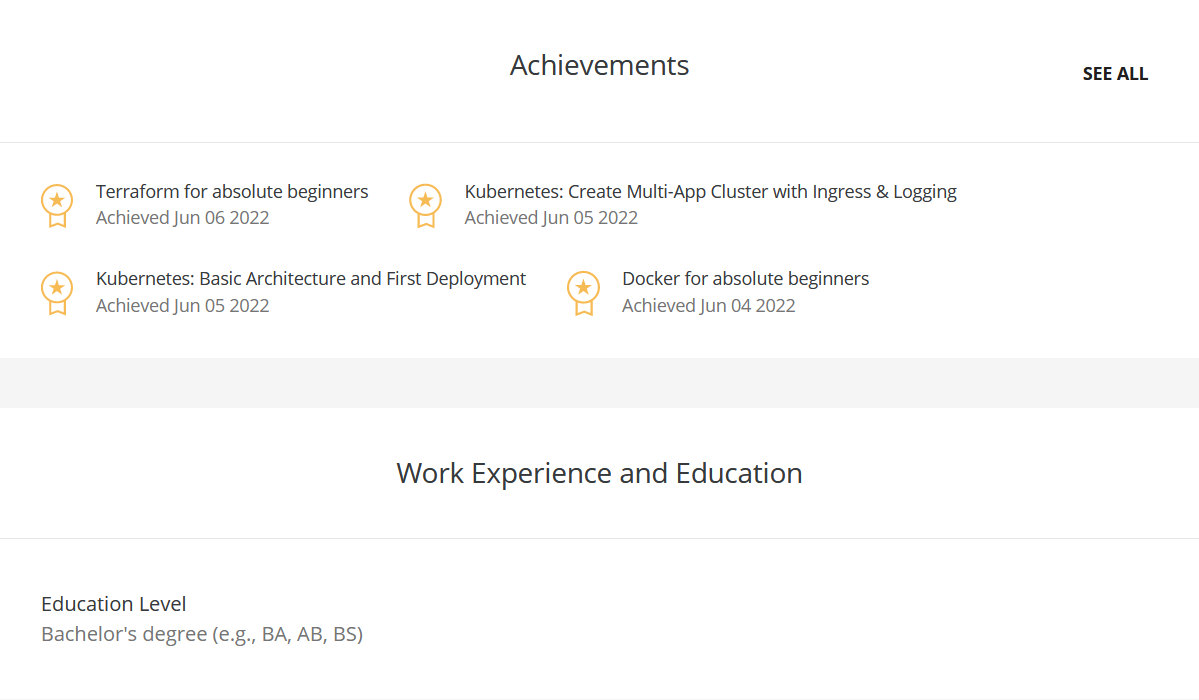 Achievements
SEE ALL
Terraform for absolute beginners
Achieved Jun 06 2022
Kubernetes: Create Multi-App Cluster with Ingress & Logging
Achieved Jun 05 2022
Kubernetes: Basic Architecture and First Deployment
Achieved Jun 05 2022
Docker for absolute beginners
Achieved Jun 04 2022
Work Experience and Education
Education Level
Bachelor's degree (e.g., BA, AB, BS)